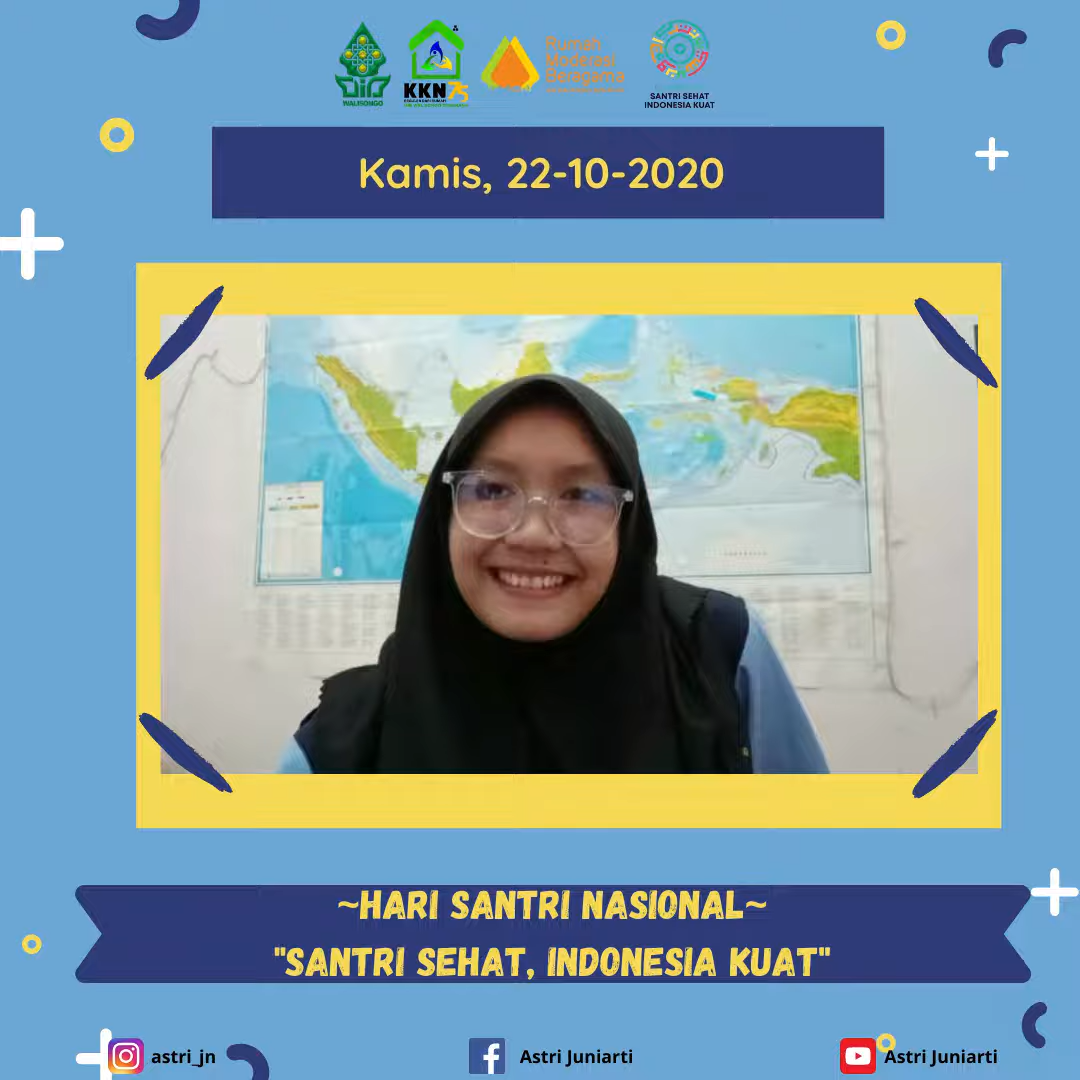 WALISONGO
KKN 75
Rumah
Moderasi
Beragama
SANTRI SEHAT
INDONESIA KUAT
Kamis, 22-10-2020
~HARI SANTRI NASIONAL~
"SANTRI SEHAT, INDONESIA KUAT"
astri_jn
Astri Juniarti
Astri Juniarti